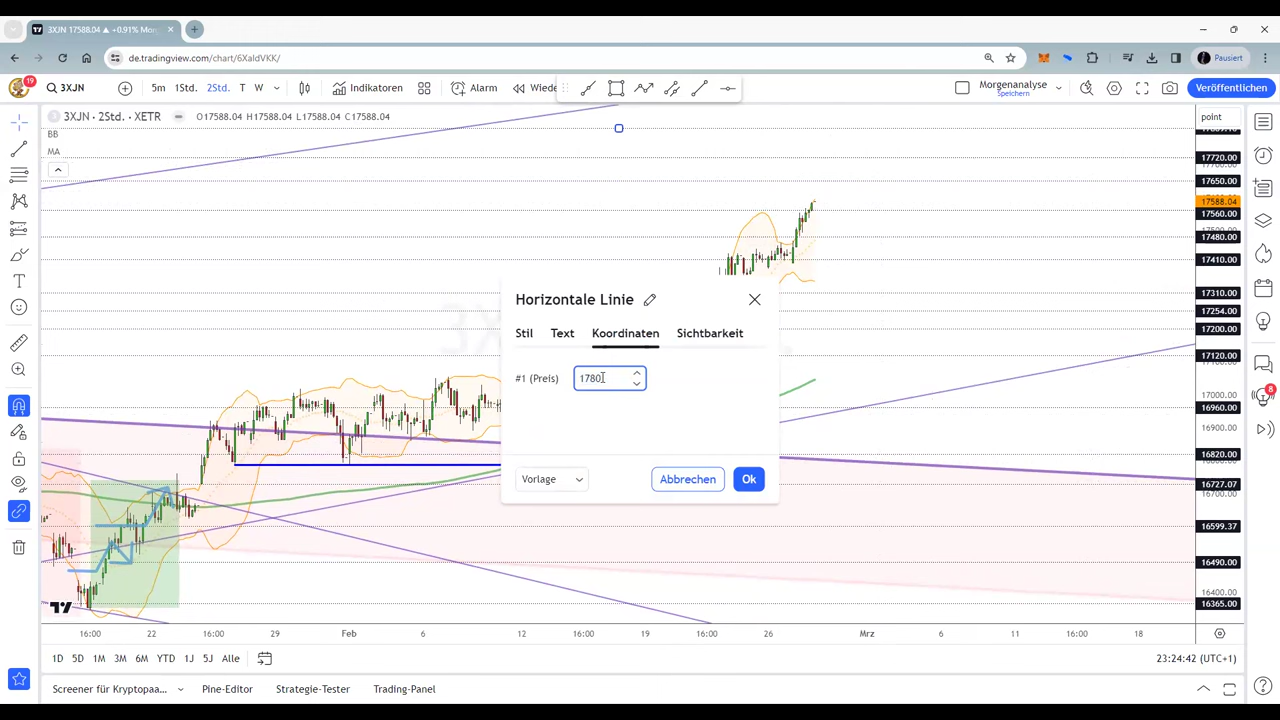 3XJN 17588.04 ▲ +0.91% Mor
de.tradingview.com/chart/6XaldVKK/
Pausiert
19
3XJN
5m 1Std. 2Std. T W
Indikatoren
Alarm
Wiede
Morgenanalyse
Speichern
Veröffentlichen
3XJN · 2Std. · XETR
O17588.04 H17588.04 L17588.04 C17588.04
BB
MA
point
17720.00
17650.00
17588.04
17560.00
17480.00
17410.00
17310.00
17254.00
17200.00
17120.00
17000.00
16960.00
16900.00
16820.00
16727.07
16700.00
16599.37
16490.00
16400.00
16365.00
Horizontale Linie
Stil Text Koordinaten Sichtbarkeit
#1 (Preis) 1780
Vorlage Abbrechen Ok
8
16:00 22 16:00 29 Feb 6 12 16:00 19 16:00 26 Mrz 6 11 16:00 18
1D 5D 1M 3M 6M YTD 1J 5J Alle
23:24:42 (UTC+1)
Screener für Kryptopaa... Pine-Editor Strategie-Tester Trading-Panel